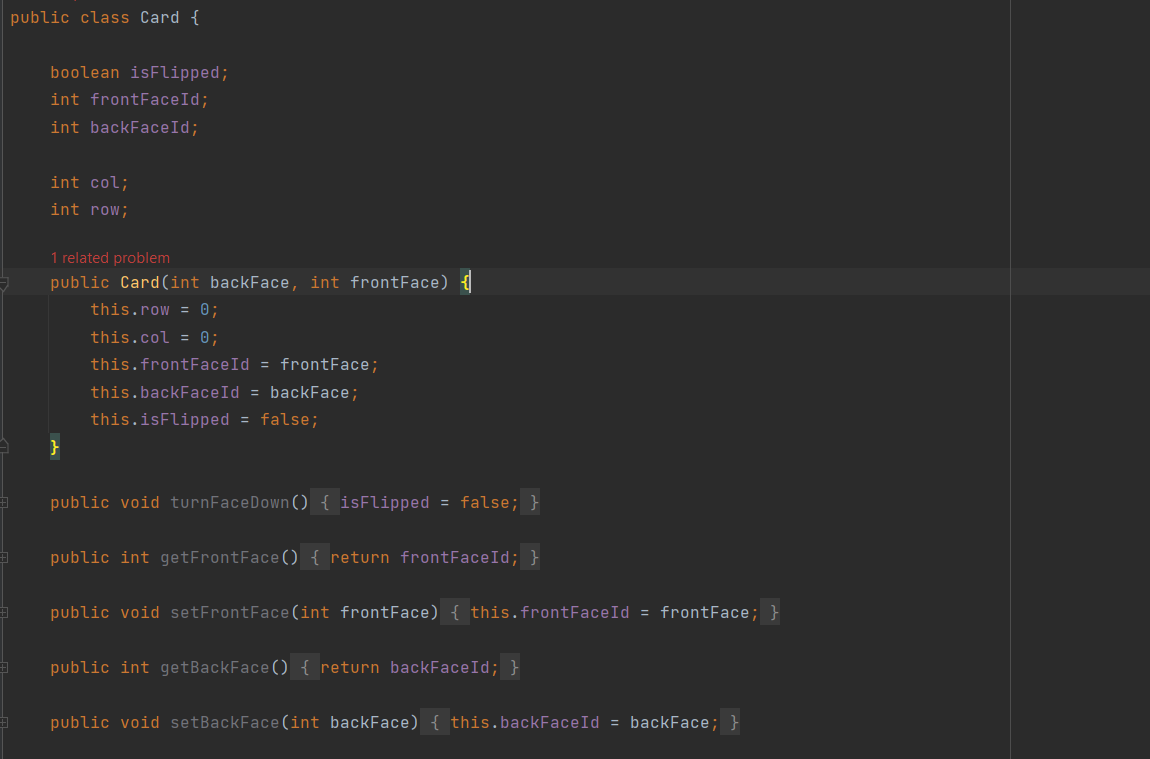 public class Card {
boolean isFlipped;
int frontFaceId;
int backFaceId;
int col;
int row;
1 related problem
public Card(int backFace, int frontFace) {
this.row = 0;
this.col = 0;
this.frontFaceId = frontFace;
this.backFaceId = backFace;
this.isFlipped = false;
}
public void turnFaceDown() { isFlipped = false; }
public int getFrontFace() { return frontFaceId; }
public void setFrontFace(int frontFace) { this.frontFaceId = frontFace; }
public int getBackFace() { return backFaceId; }
public void setBackFace(int backFace) { this.backFaceId = backFace; }